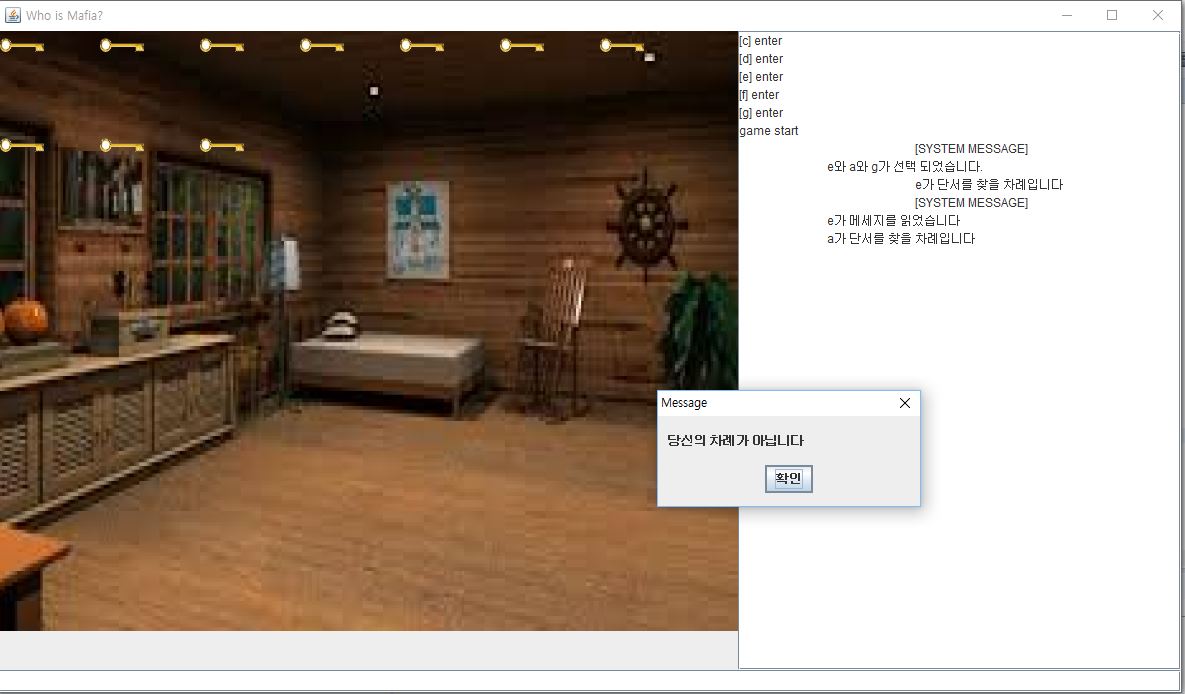 Who is Mafia?
[c] enter
[d] enter
[e] enter
[f] enter
[g] enter
game start
[SYSTEM MESSAGE]
e와 a와 g가 선택 되었습니다.
e가 단서를 찾을 차례입니다
[SYSTEM MESSAGE]
e가 메세지를 읽었습니다
a가 단서를 찾을 차례입니다
Message
당신의 차례가 아닙니다
확인